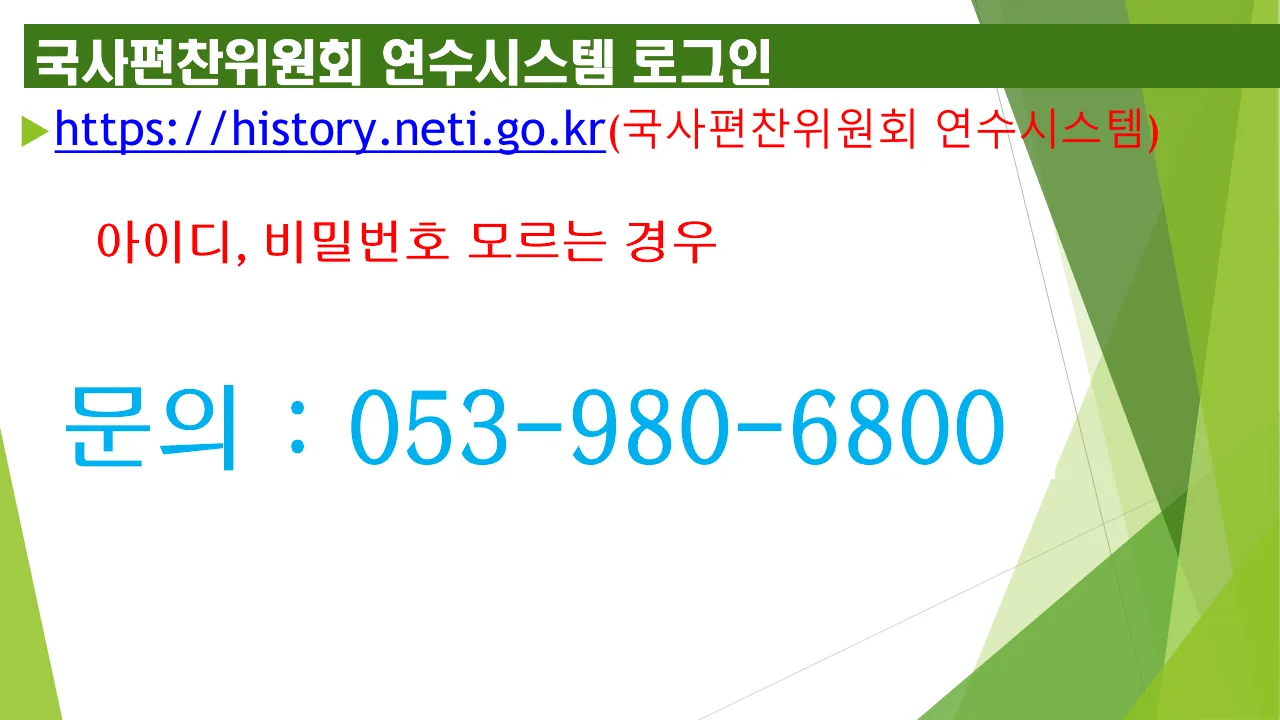 국사편찬위원회 연수시스템 로그인
https://history.neti.go.kr(국사편찬위원회 연수시스템)
아이디, 비밀번호 모르는 경우
문의 : 053-980-6800